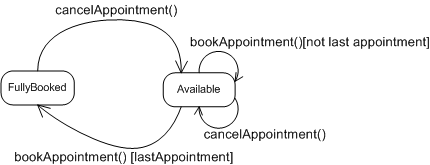 cancelAppointment()
bookAppointment()[not last appointment]
FullyBooked
Available
cancelAppointment()
bookAppointment() [lastAppointment]